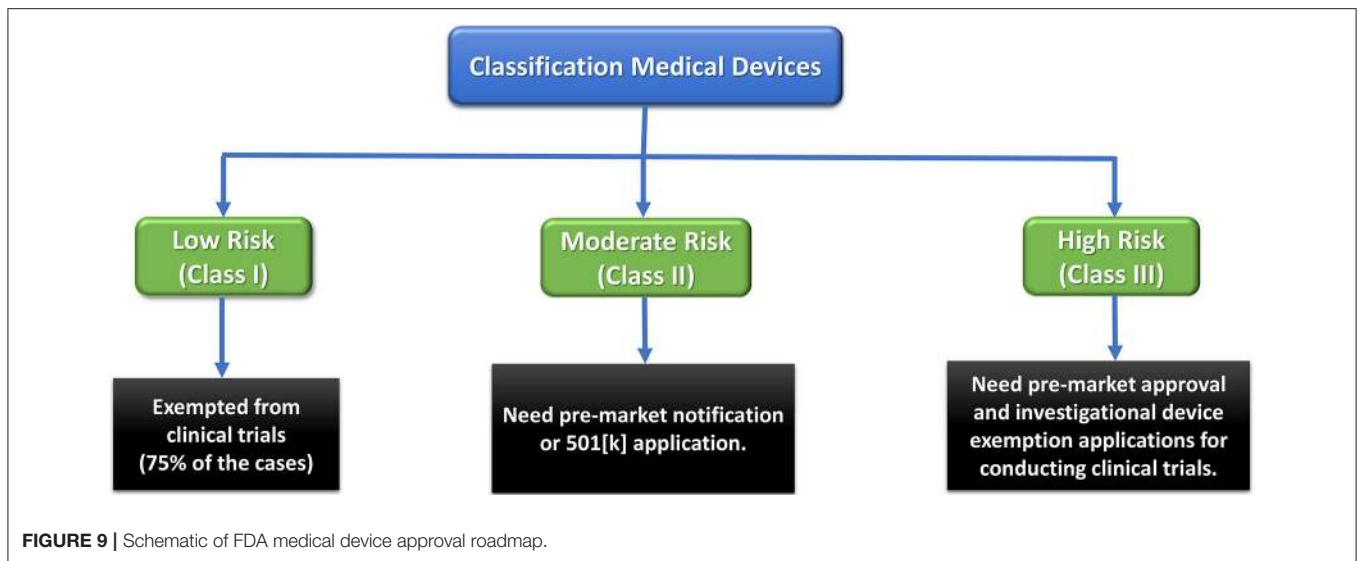 Classification Medical Devices
Low Risk
(Class I)
Moderate Risk
(Class II)
High Risk
(Class III)
Exempted from
clinical trials
(75% of the cases)
Need pre-market notification
or 501[k] application.
Need pre-market approval
and investigational device
exemption applications for
conducting clinical trials.
FIGURE 9 | Schematic of FDA medical device approval roadmap.